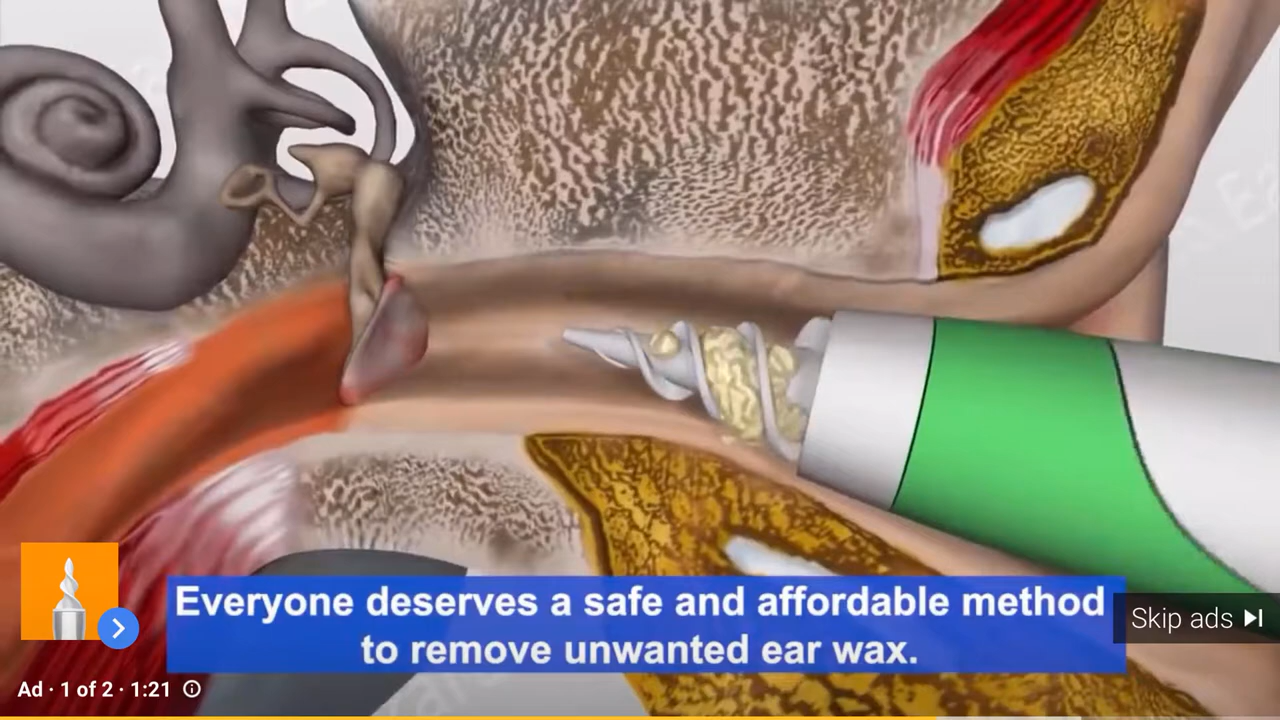 Everyone deserves a safe and affordable method
to remove unwanted ear wax.
Skip ads
Ad · 1 of 2 · 1:21